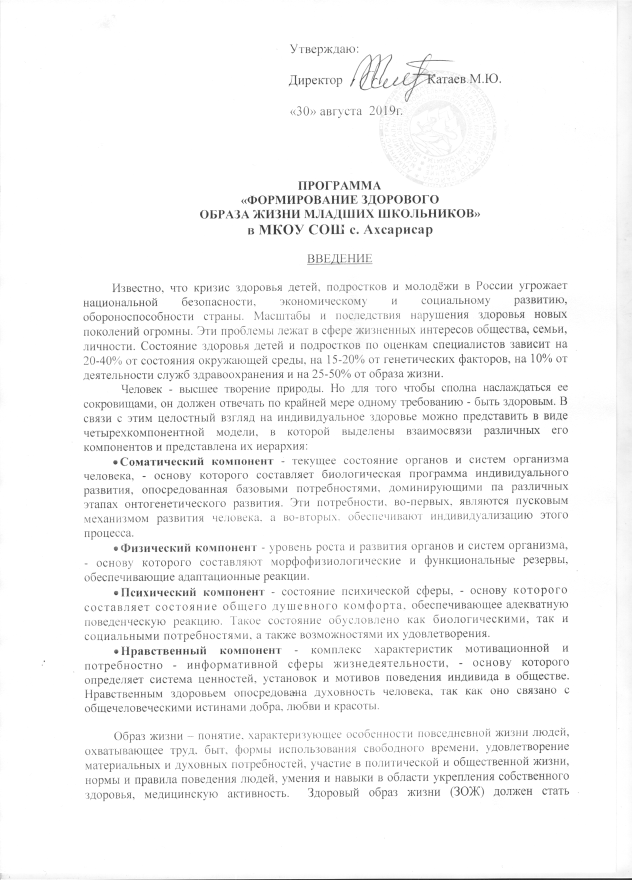 Утверждаю:
Директор Катаев М.Ю.
«30» августа 2019г.
ПРОГРАММА
«ФОРМИРОВАНИЕ ЗДОРОВОГО
ОБРАЗА ЖИЗНИ МЛАДШИХ ШКОЛЬНИКОВ»
в МКОУ СОШ с. Ахсарисар
ВВЕДЕНИЕ
Известно, что кризис здоровья детей, подростков и молодёжи в России угрожает
национальной безопасности, экономическому и социальному развитию,
обороноспособности страны. Масштабы и последствия нарушения здоровья новых
поколений огромны. Эти проблемы лежат в сфере жизненных интересов общества, семьи,
личности. Состояние здоровья детей и подростков по оценкам специалистов зависит на
20-40% от состояния окружающей среды, на 15-20% от генетических факторов, на 10% от
деятельности служб здравоохранения и на 25-50% от образа жизни.
Человек - высшее творение природы. Но для того чтобы сполна наслаждаться ее
сокровищами, он должен отвечать по крайней мере одному требованию - быть здоровым. В
связи с этим целостный взгляд на индивидуальное здоровье можно представить в виде
четырехкомпонентной модели, в которой выделены взаимосвязи различных его
компонентов и представлена их иерархия:
•Соматический компонент - текущее состояние органов и систем организма
человека, - основу которого составляет биологическая программа индивидуального
развития, опосредованная базовыми потребностями, доминирующими па различных
этапах онтогенетического развития. Эти потребности, во-первых, являются пусковым
механизмом развития человека, а во-вторых, обеспечивают индивидуализацию этого
процесса.
•Физический компонент - уровень роста и развития органов и систем организма,
- основу которого составляют морфофизиологические и функциональные резервы,
обеспечивающие адаптационные реакции.
•Психический компонент - состояние психической сферы, - основу которого
составляет состояние общего душевного комфорта, обеспечивающее адекватную
поведенческую реакцию. Такое состояние обусловлено как биологическими, так и
социальными потребностями, а также возможностями их удовлетворения.
•Нравственный компонент - комплекс характеристик мотивационной и
потребностно - информативной сферы жизнедеятельности, - основу которого
определяет система ценностей, установок и мотивов поведения индивида в обществе.
Нравственным здоровьем опосредована духовность человека, так как оно связано с
общечеловеческими истинами добра, любви и красоты.
Образ жизни – понятие, характеризующее особенности повседневной жизни людей,
охватывающее труд, быт, формы использования свободного времени, удовлетворение
материальных и духовных потребностей, участие в политической и общественной жизни,
нормы и правила поведения людей, умения и навыки в области укрепления собственного
здоровья, медицинскую активность. Здоровый образ жизни (ЗОЖ) должен стать